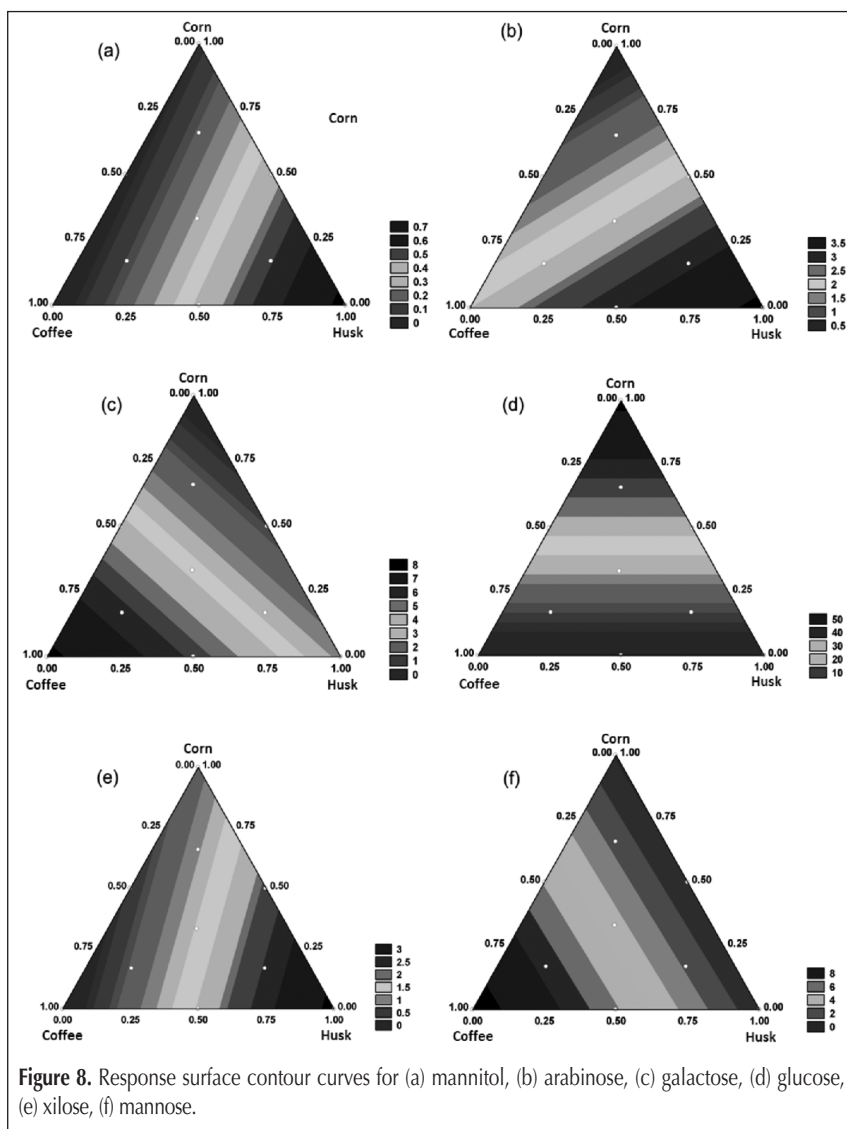 (a)
Corn
0.00 1.00
0.25 0.75
Corn
0.50 0.50
0.75 0.25
1.00 0.00
0.00 0.25 0.50 0.75 1.00
Coffee Husk
0.7
0.6
0.5
0.4
0.3
0.2
0.1
0
(b)
Corn
0.00 1.00
0.25 0.75
0.50 0.50
0.75 0.25
1.00 0.00
0.00 0.25 0.50 0.75 1.00
Coffee Husk
3.5
3
2.5
2
1.5
1
0.5
(c)
Corn
0.00 1.00
0.25 0.75
0.50 0.50
0.75 0.25
1.00 0.00
0.00 0.25 0.50 0.75 1.00
Coffee Husk
8
7
6
5
4
3
2
1
0
(d)
Corn
0.00 1.00
0.25 0.75
0.50 0.50
0.75 0.25
1.00 0.00
0.00 0.25 0.50 0.75 1.00
Coffee Husk
50
40
30
20
10
(e)
Corn
0.00 1.00
0.25 0.75
0.50 0.50
0.75 0.25
1.00 0.00
0.00 0.25 0.50 0.75 1.00
Coffee Husk
3
2.5
2
1.5
1
0.5
0
(f)
Corn
0.00 1.00
0.25 0.75
0.50 0.50
0.75 0.25
1.00 0.00
0.00 0.25 0.50 0.75 1.00
Coffee Husk
8
6
4
2
0
Figure 8. Response surface contour curves for (a) mannitol, (b) arabinose, (c) galactose, (d) glucose,
(e) xilose, (f) mannose.